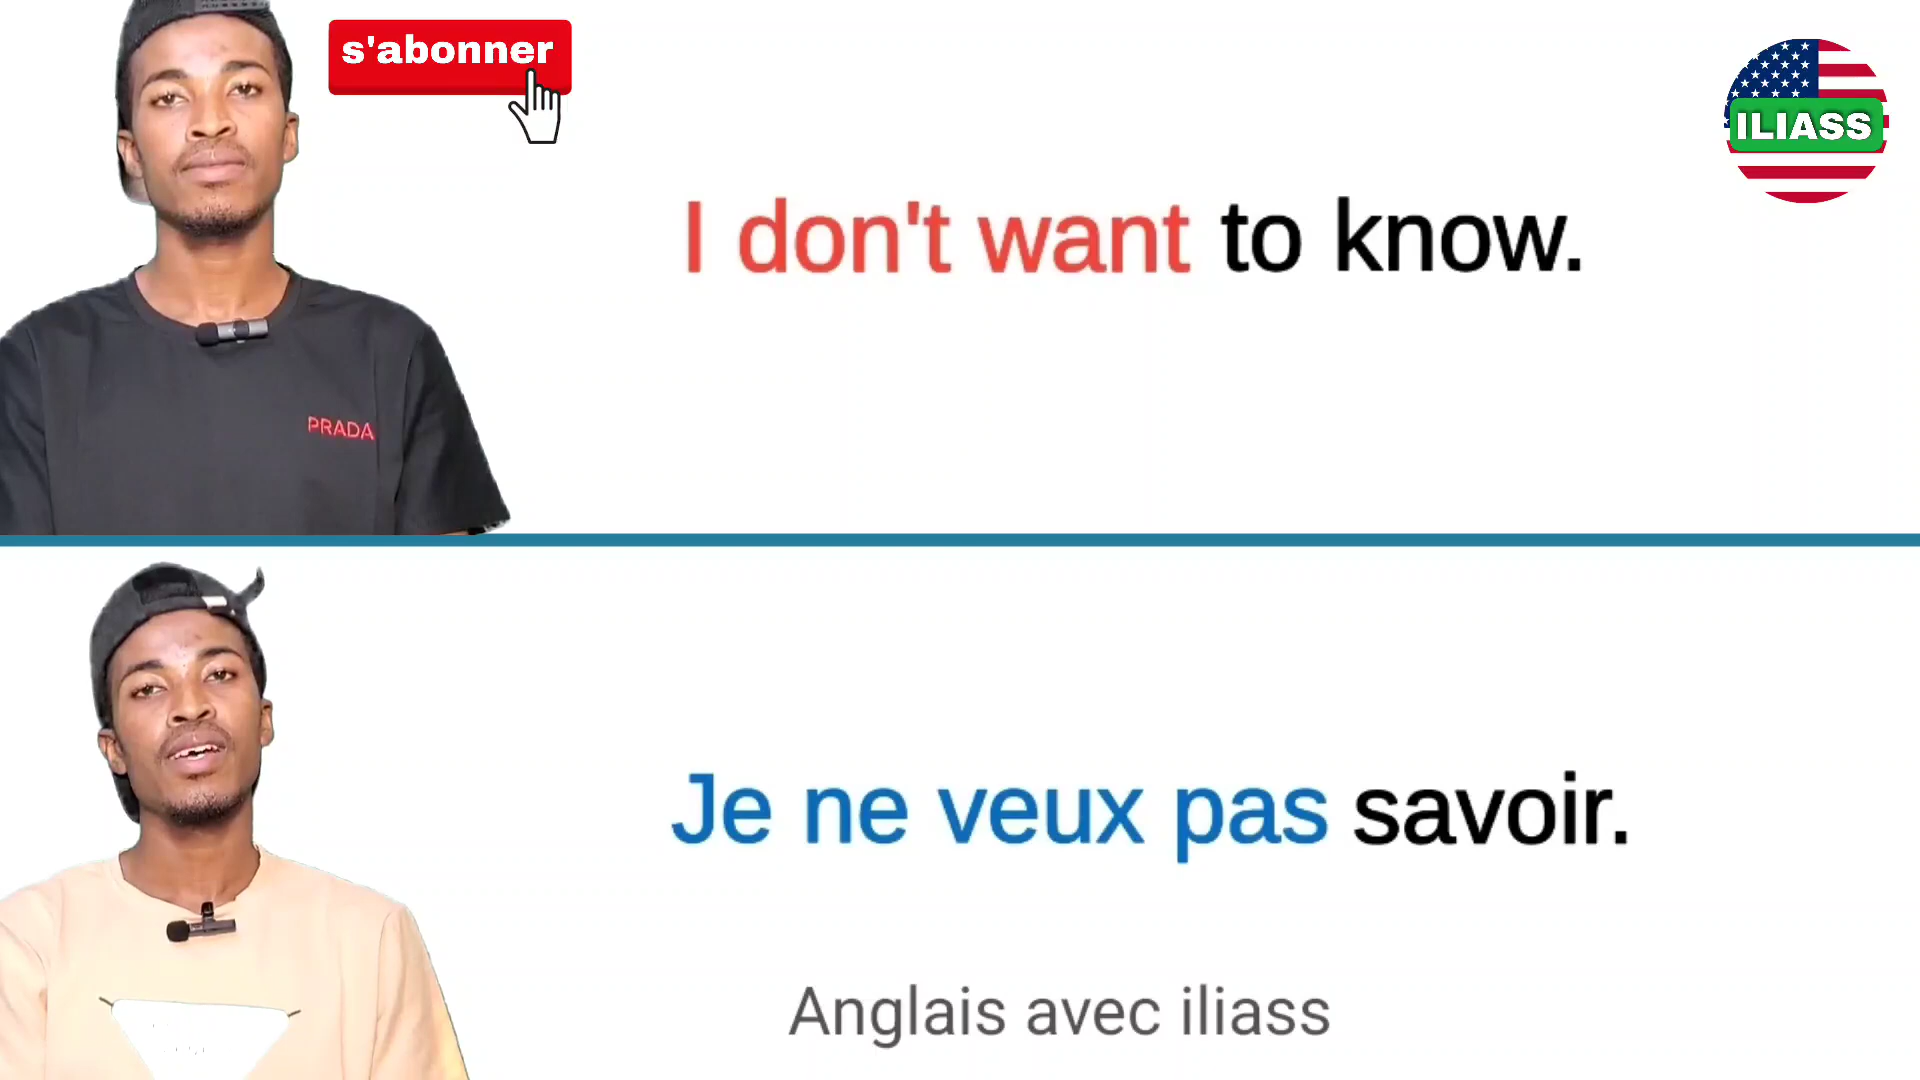 s'abonner
ILIASS
I don't want to know.
PRADA
Je ne veux pas savoir.
Anglais avec iliass